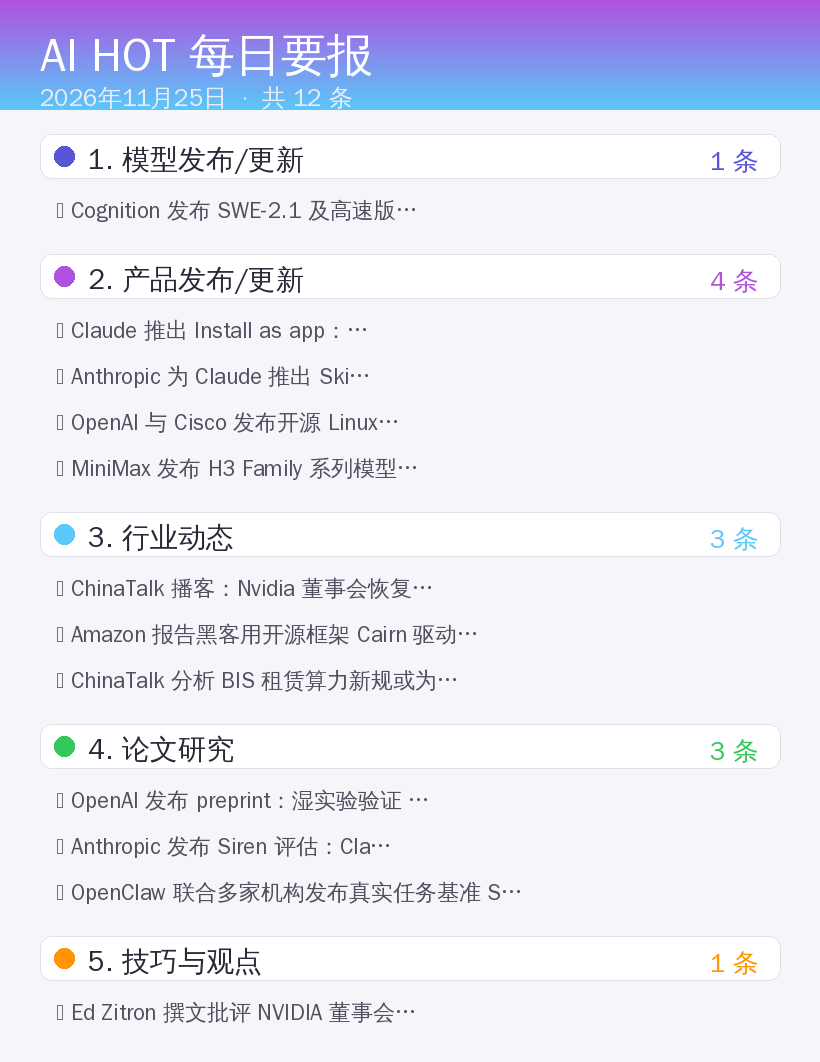 AI HOT 每日要报
2026年11月25日 · 共 12 条
1. 模型发布/更新 1 条
Cognition 发布 SWE-2.1 及高速版…
2. 产品发布/更新 4 条
Claude 推出 Install as app：…
Anthropic 为 Claude 推出 Ski…
OpenAI 与 Cisco 发布开源 Linux…
MiniMax 发布 H3 Family 系列模型…
3. 行业动态 3 条
ChinaTalk 播客：Nvidia 董事会恢复…
Amazon 报告黑客用开源框架 Cairn 驱动…
ChinaTalk 分析 BIS 租赁算力新规或为…
4. 论文研究 3 条
OpenAI 发布 preprint：湿实验验证 …
Anthropic 发布 Siren 评估：Cla…
OpenClaw 联合多家机构发布真实任务基准 S…
5. 技巧与观点 1 条
Ed Zitron 撰文批评 NVIDIA 董事会…